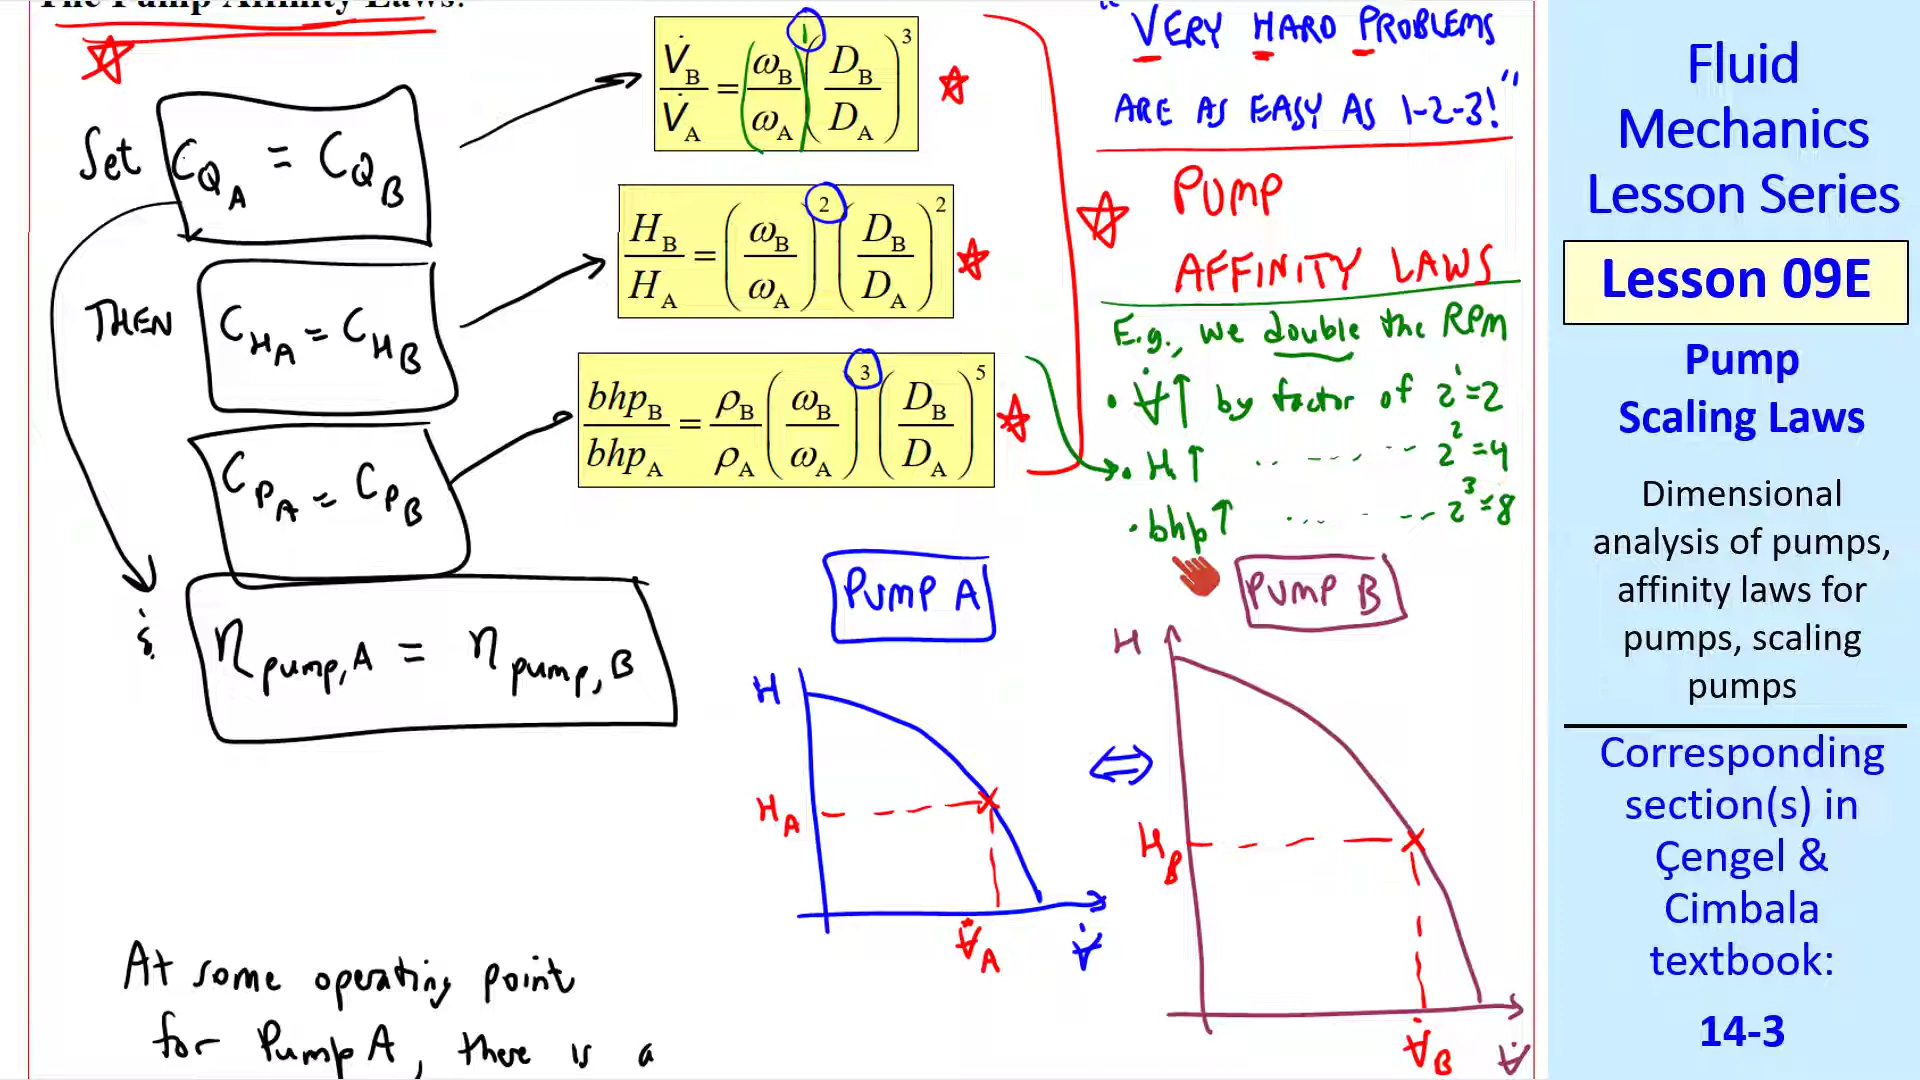 The Pump Affinity Laws:
Set C_Q_A = C_Q_B
THEN C_H_A = C_H_B
C_P_A = C_P_B
&
η_pump,A = η_pump,B
V̇_B / V̇_A = (ω_B / ω_A)^1 (D_B / D_A)^3
H_B / H_A = (ω_B / ω_A)^2 (D_B / D_A)^2
bhp_B / bhp_A = ρ_B / ρ_A (ω_B / ω_A)^3 (D_B / D_A)^5
"VERY HARD PROBLEMS
ARE AS EASY AS 1-2-3!"
PUMP
AFFINITY LAWS
E.g., we double the RPM
• V̇↑ by factor of 2^1=2
• H↑ ........ 2^2=4
• bhp↑ ........ 2^3=8
PUMP A
H
H_A
V̇_A
V̇
PUMP B
H
H_B
V̇_B
V̇
At some operating point
for Pump A, there is a
Fluid
Mechanics
Lesson Series
Lesson 09E
Pump
Scaling Laws
Dimensional
analysis of pumps,
affinity laws for
pumps, scaling
pumps
Corresponding
section(s) in
Çengel &
Cimbala
textbook:
14-3